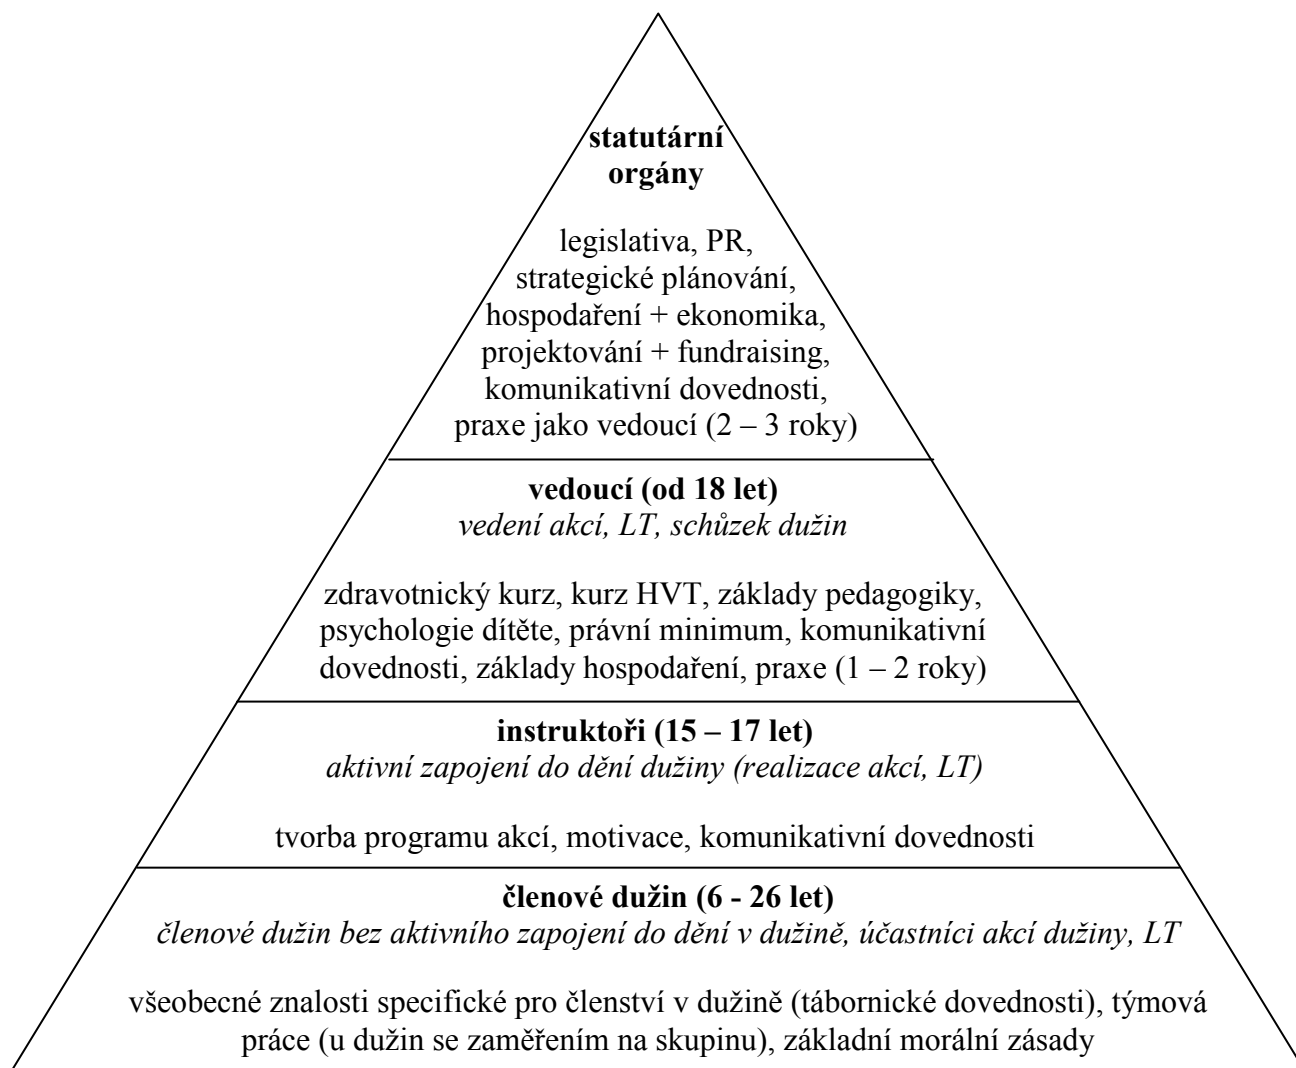 statutární
orgány
legislativa, PR,
strategické plánování,
hospodaření + ekonomika,
projektování + fundraising,
komunikativní dovednosti,
praxe jako vedoucí (2 – 3 roky)
vedoucí (od 18 let)
vedení akcí, LT, schůzek dužin
zdravotnický kurz, kurz HVT, základy pedagogiky,
psychologie dítěte, právní minimum, komunikativní
dovednosti, základy hospodaření, praxe (1 – 2 roky)
instruktoři (15 – 17 let)
aktivní zapojení do dění dužiny (realizace akcí, LT)
tvorba programu akcí, motivace, komunikativní dovednosti
členové dužin (6 - 26 let)
členové dužin bez aktivního zapojení do dění v dužině, účastníci akcí dužiny, LT
všeobecné znalosti specifické pro členství v dužině (tábornické dovednosti), týmová
práce (u dužin se zaměřením na skupinu), základní morální zásady